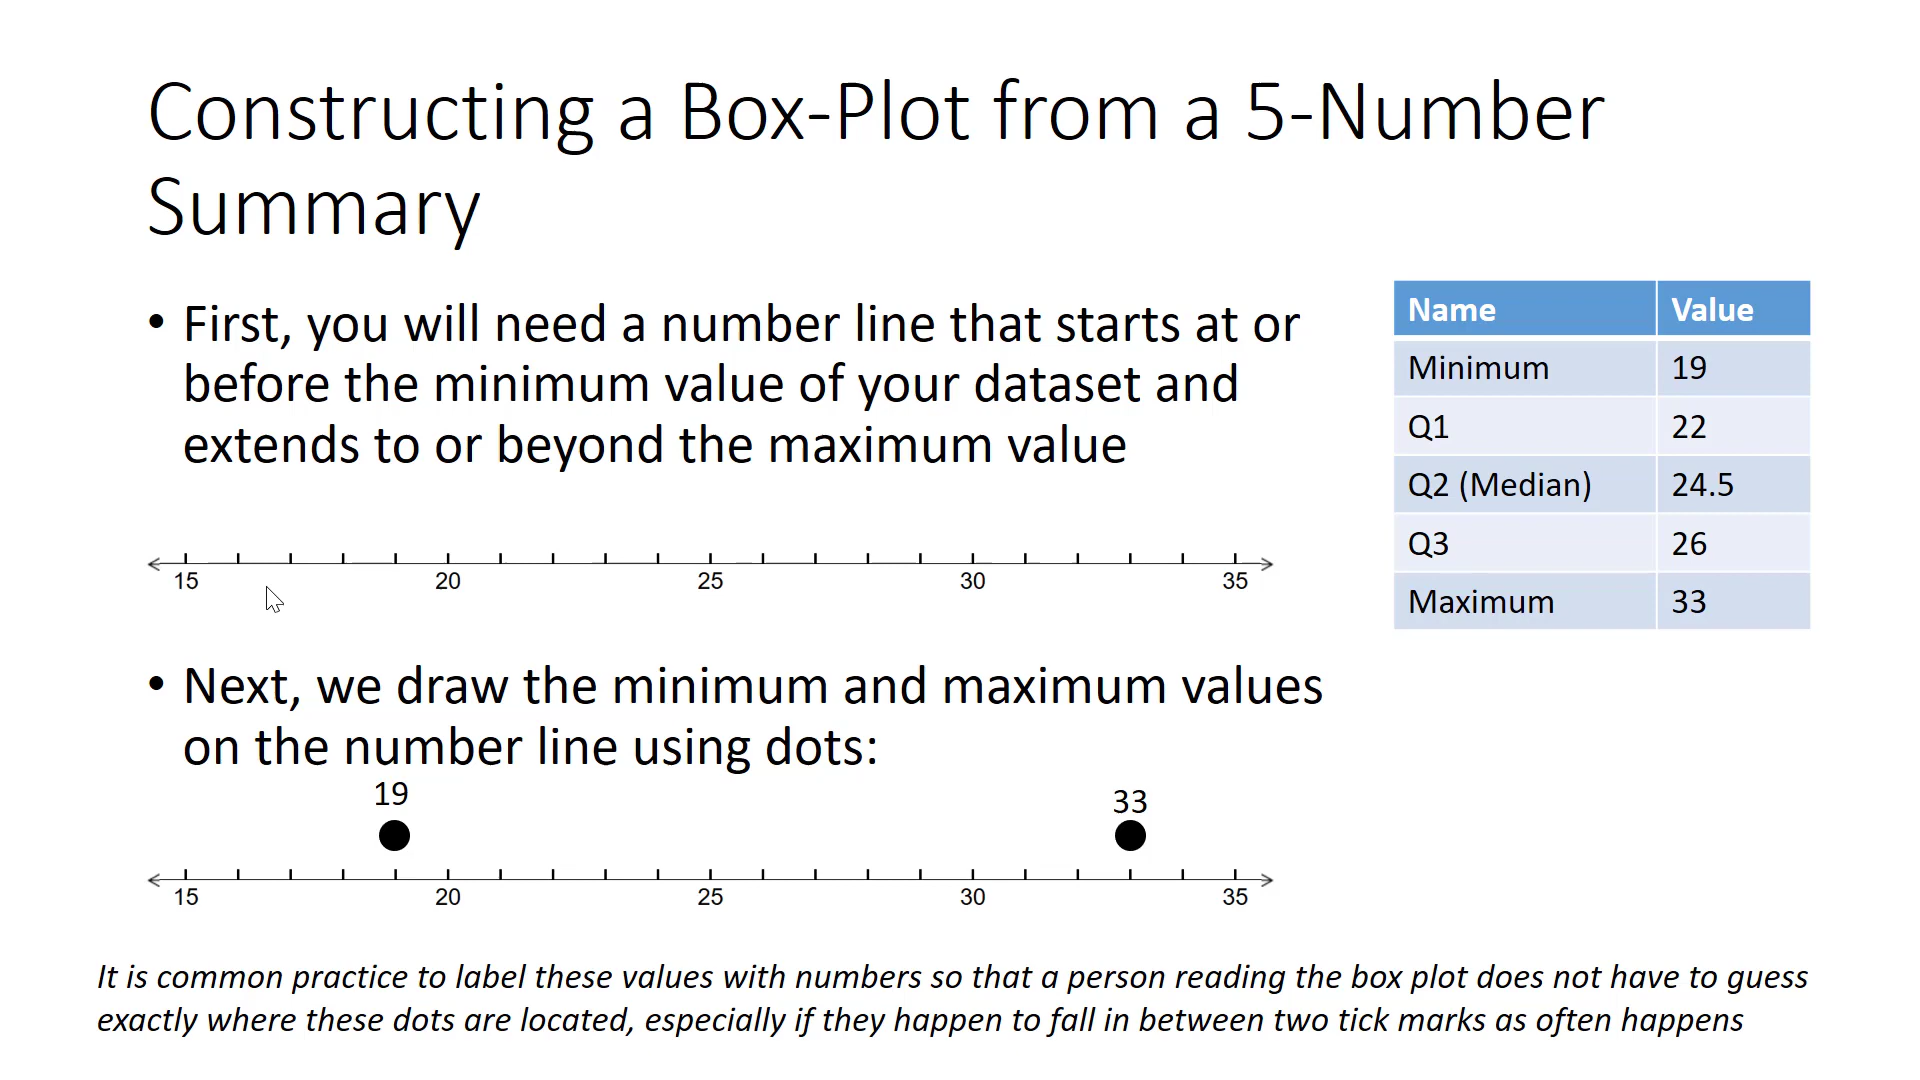 Constructing a Box-Plot from a 5-Number
Summary
• First, you will need a number line that starts at or
before the minimum value of your dataset and
extends to or beyond the maximum value
15 20 25 30 35
• Next, we draw the minimum and maximum values
on the number line using dots:
19 33
15 20 25 30 35
Name Value
Minimum 19
Q1 22
Q2 (Median) 24.5
Q3 26
Maximum 33
It is common practice to label these values with numbers so that a person reading the box plot does not have to guess
exactly where these dots are located, especially if they happen to fall in between two tick marks as often happens